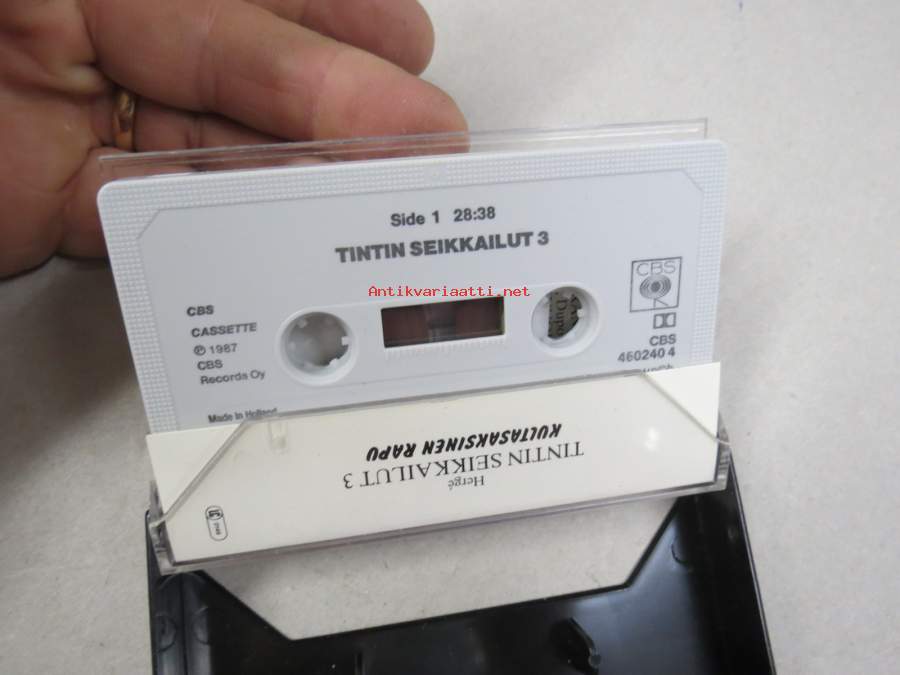 Side 1 28:38
TINTIN SEIKKAILUT 3
Antikvariaatti.net
CBS
CBS
CASSETTE
℗ 1987
CBS
Records Oy
CBS
460240 4
Made in Holland
Hergé
TINTIN SEIKKAILUT 3
KULTASAKSINEN RAPU